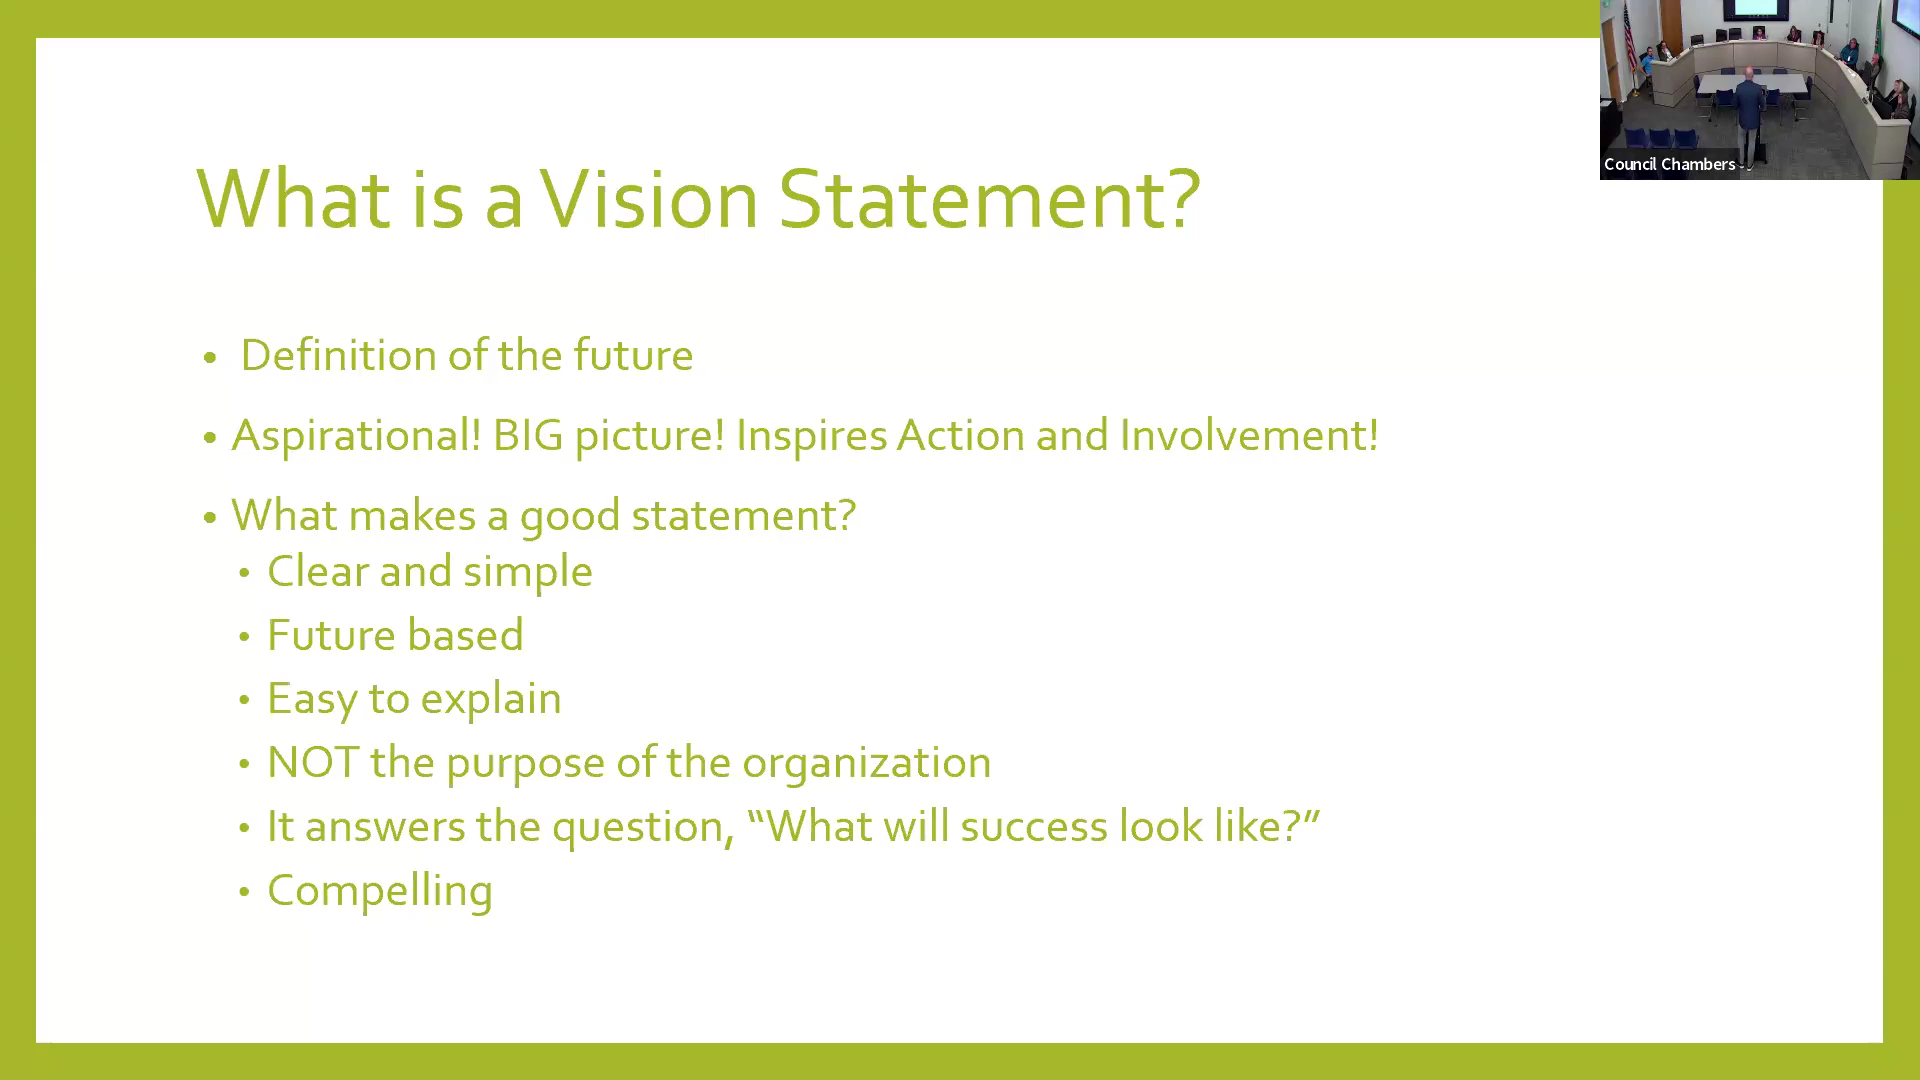 Council Chambers
What is a Vision Statement?
• Definition of the future
• Aspirational! BIG picture! Inspires Action and Involvement!
• What makes a good statement?
• Clear and simple
• Future based
• Easy to explain
• NOT the purpose of the organization
• It answers the question, “What will success look like?”
• Compelling